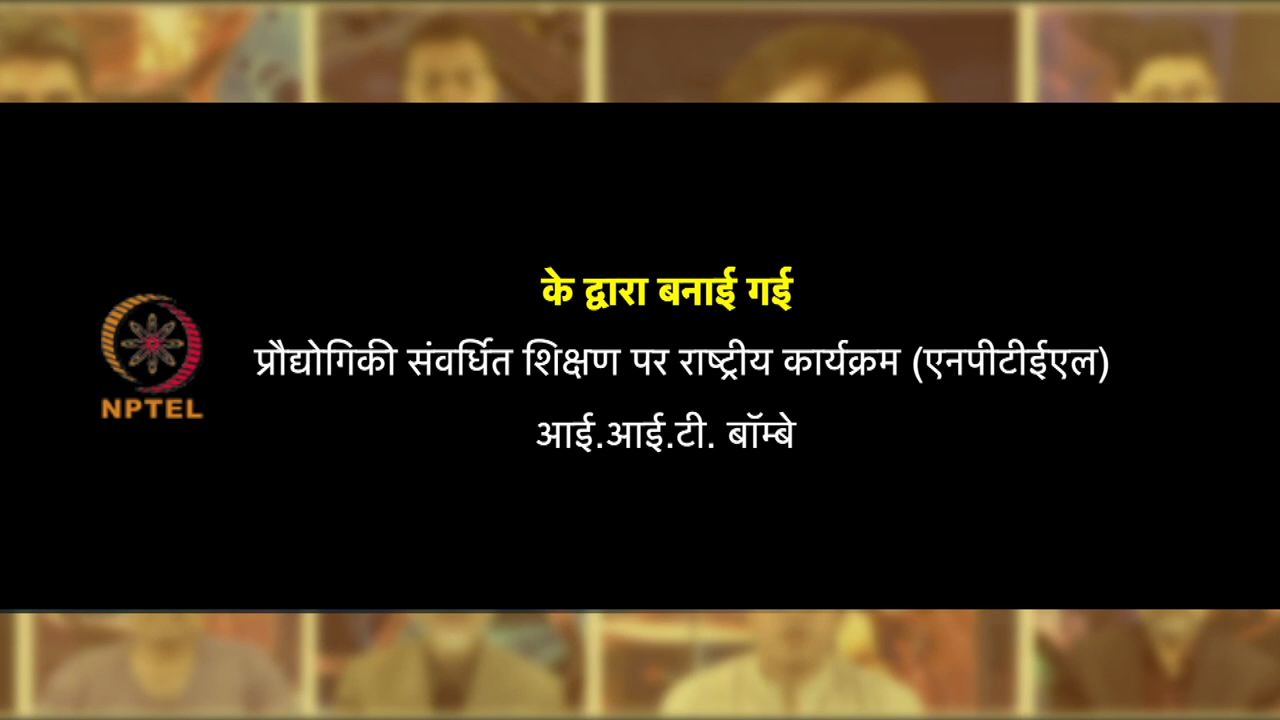 के द्वारा बनाई गई
प्रौद्योगिकी संवर्धित शिक्षण पर राष्ट्रीय कार्यक्रम (एनपीटीईएल)
NPTEL
आई.आई.टी. बॉम्बे